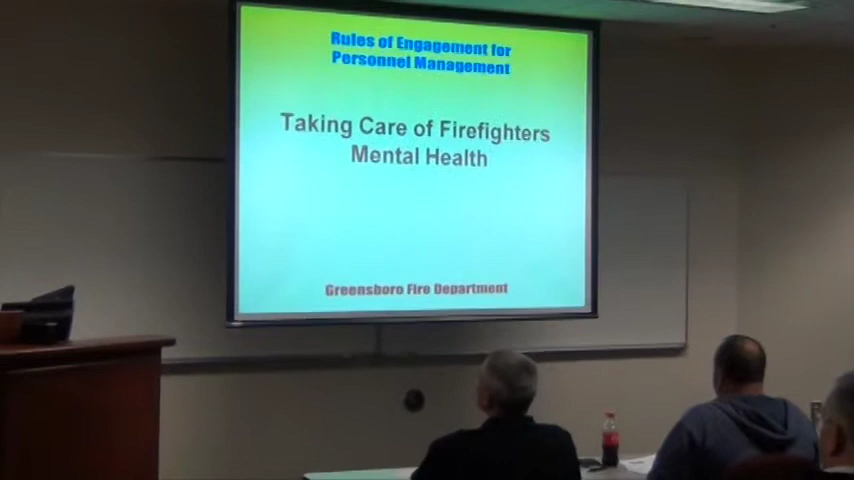 Rules of Engagement for
Personnel Management
Taking Care of Firefighters
Mental Health
Greensboro Fire Department